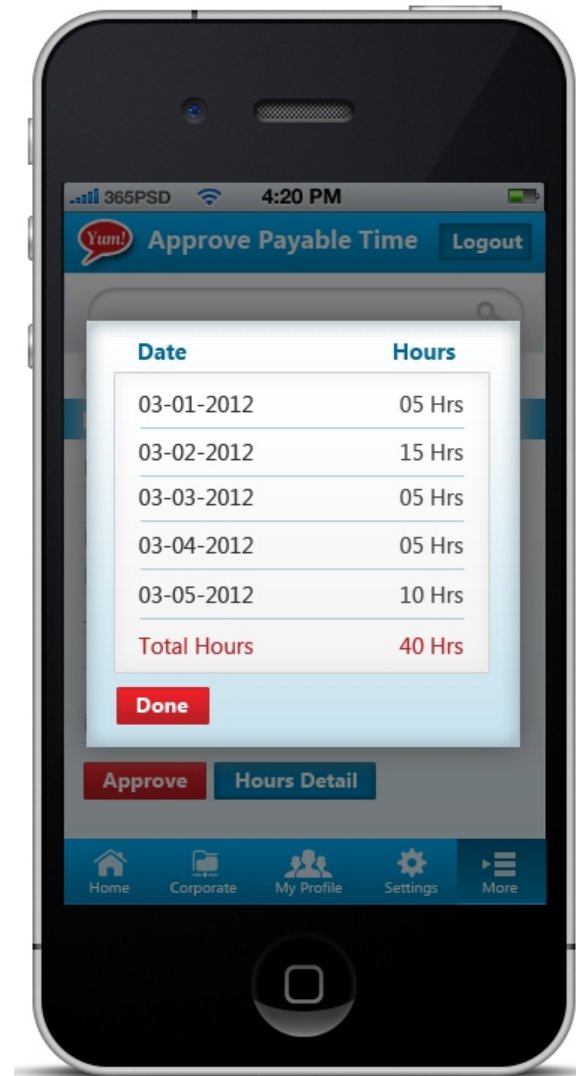 365PSD 4:20 PM
Yum! Approve Payable Time Logout
Date Hours
03-01-2012 05 Hrs
03-02-2012 15 Hrs
03-03-2012 05 Hrs
03-04-2012 05 Hrs
03-05-2012 10 Hrs
Total Hours 40 Hrs
Done
Approve Hours Detail
Home Corporate My Profile Settings More